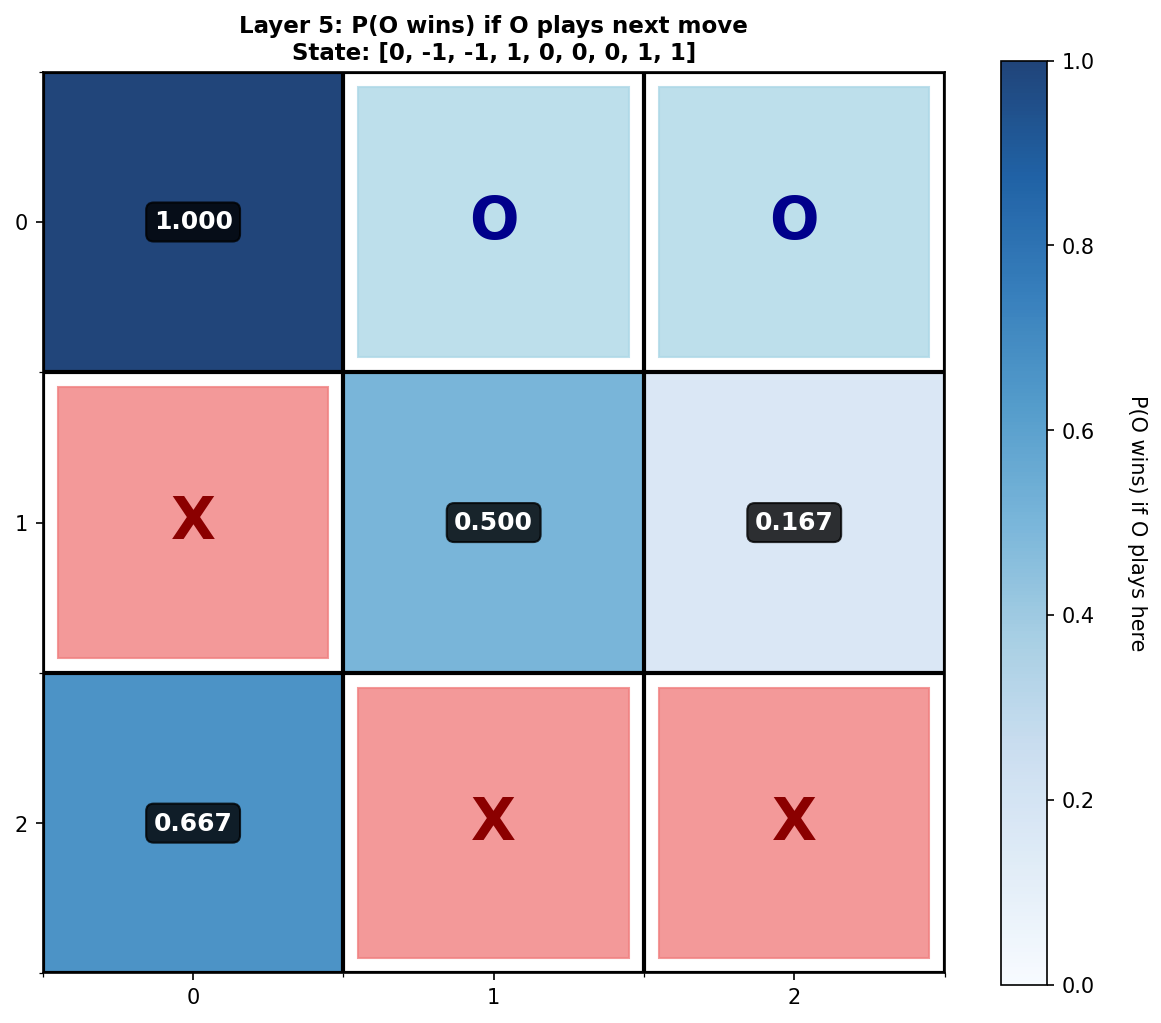 Layer 5: P(O wins) if O plays next move
State: [0, -1, -1, 1, 0, 0, 0, 1, 1]
0
1.000
O
O
1
X
0.500
0.167
2
0.667
X
X
0
1
2
1.0
0.8
0.6
0.4
0.2
0.0
P(O wins) if O plays here